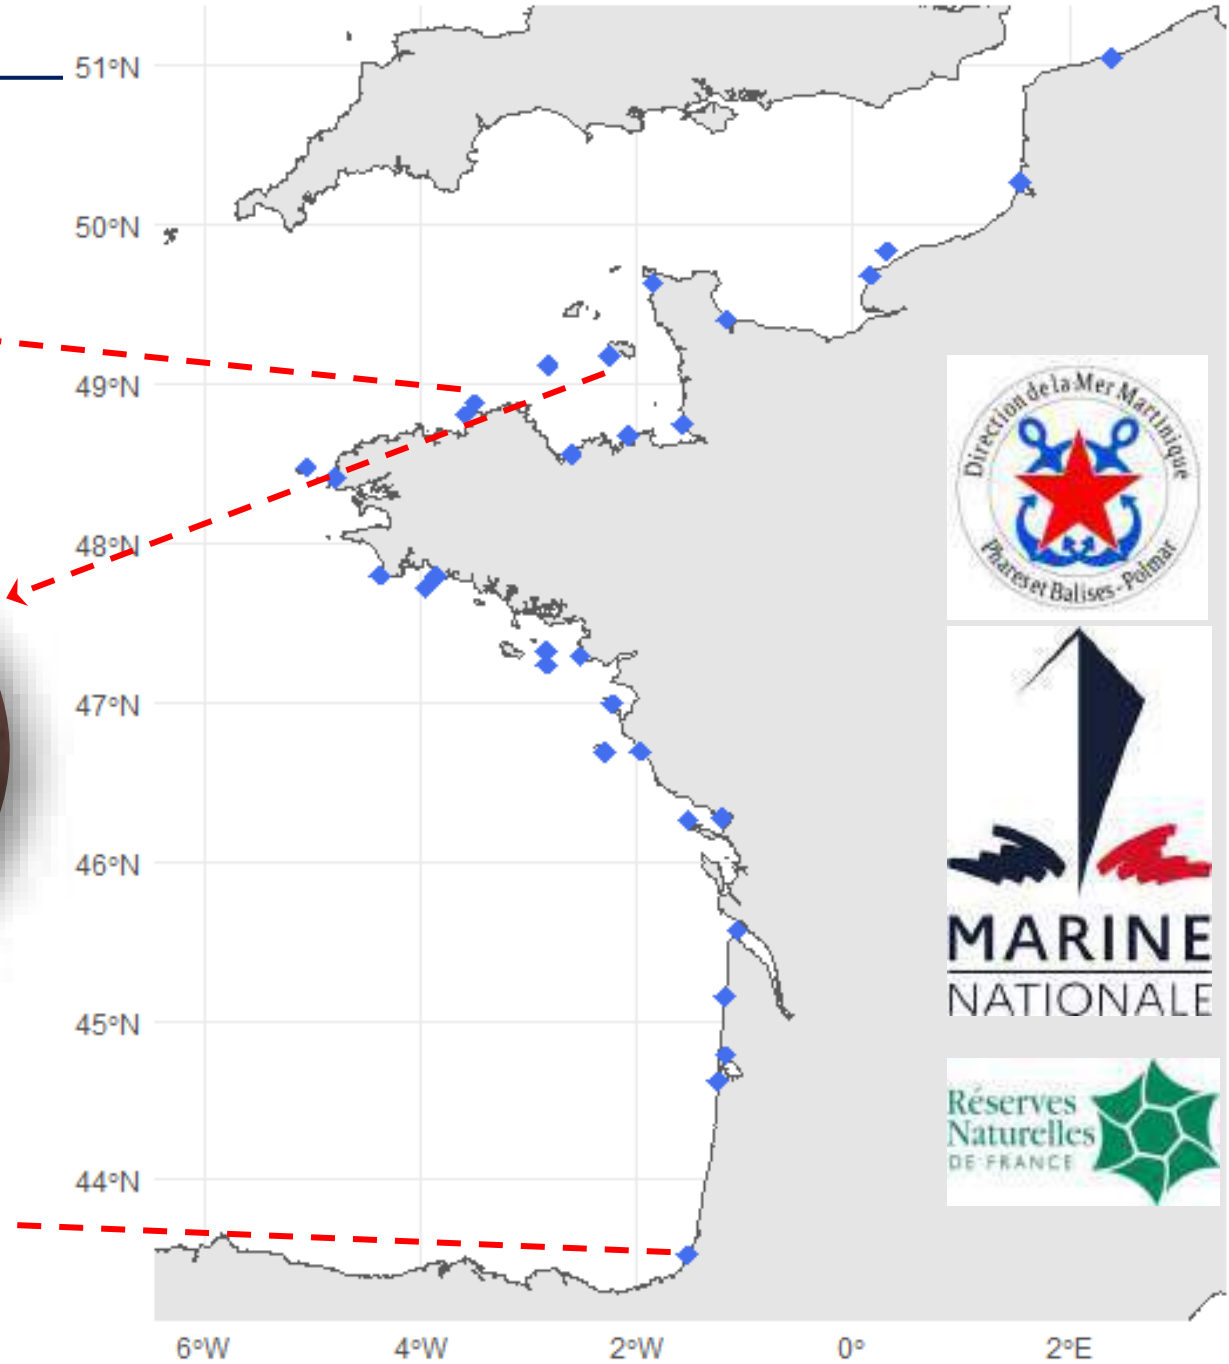 51°N
50°N
49°N
48°N
47°N
46°N
45°N
44°N
6°W
4°W
2°W
0°
2°E
Direction de la Mer Martinique
Phares et Balises - Polmar
MARINE
NATIONALE
Réserves
Naturelles
DE FRANCE